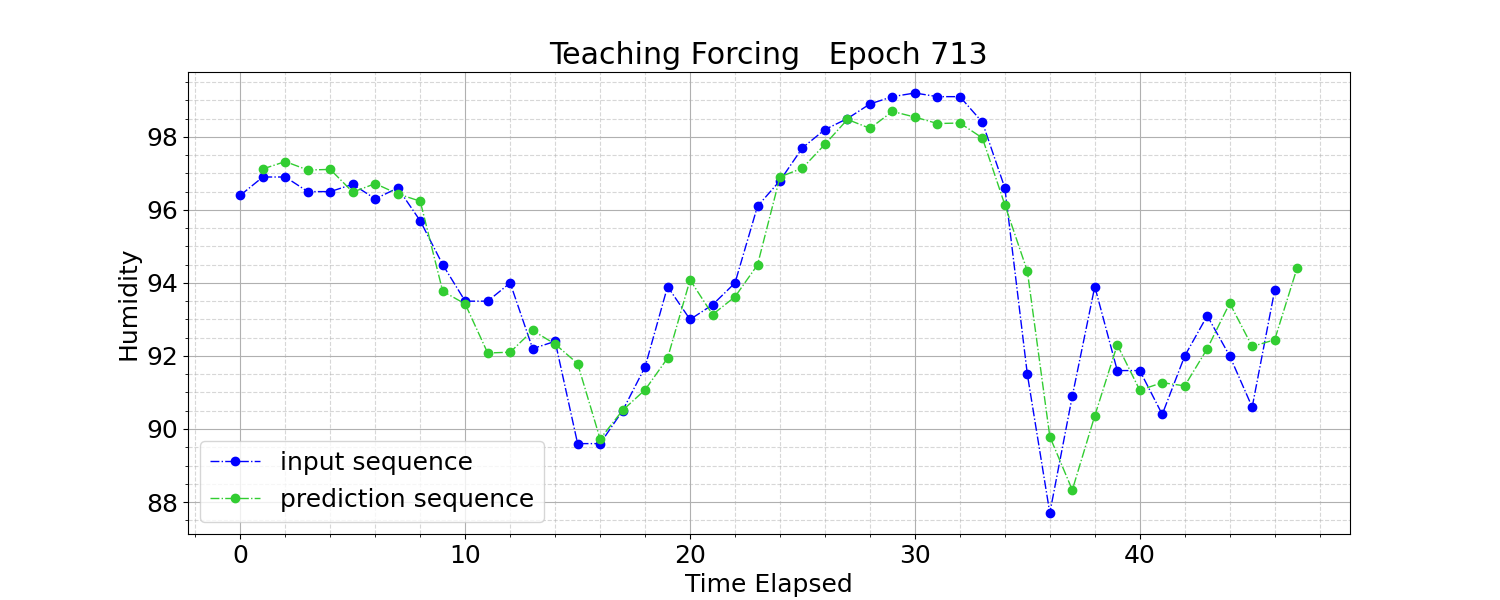 Teaching Forcing   Epoch 713
Humidity
98
96
94
92
90
88
input sequence
prediction sequence
0 10 20 30 40
Time Elapsed